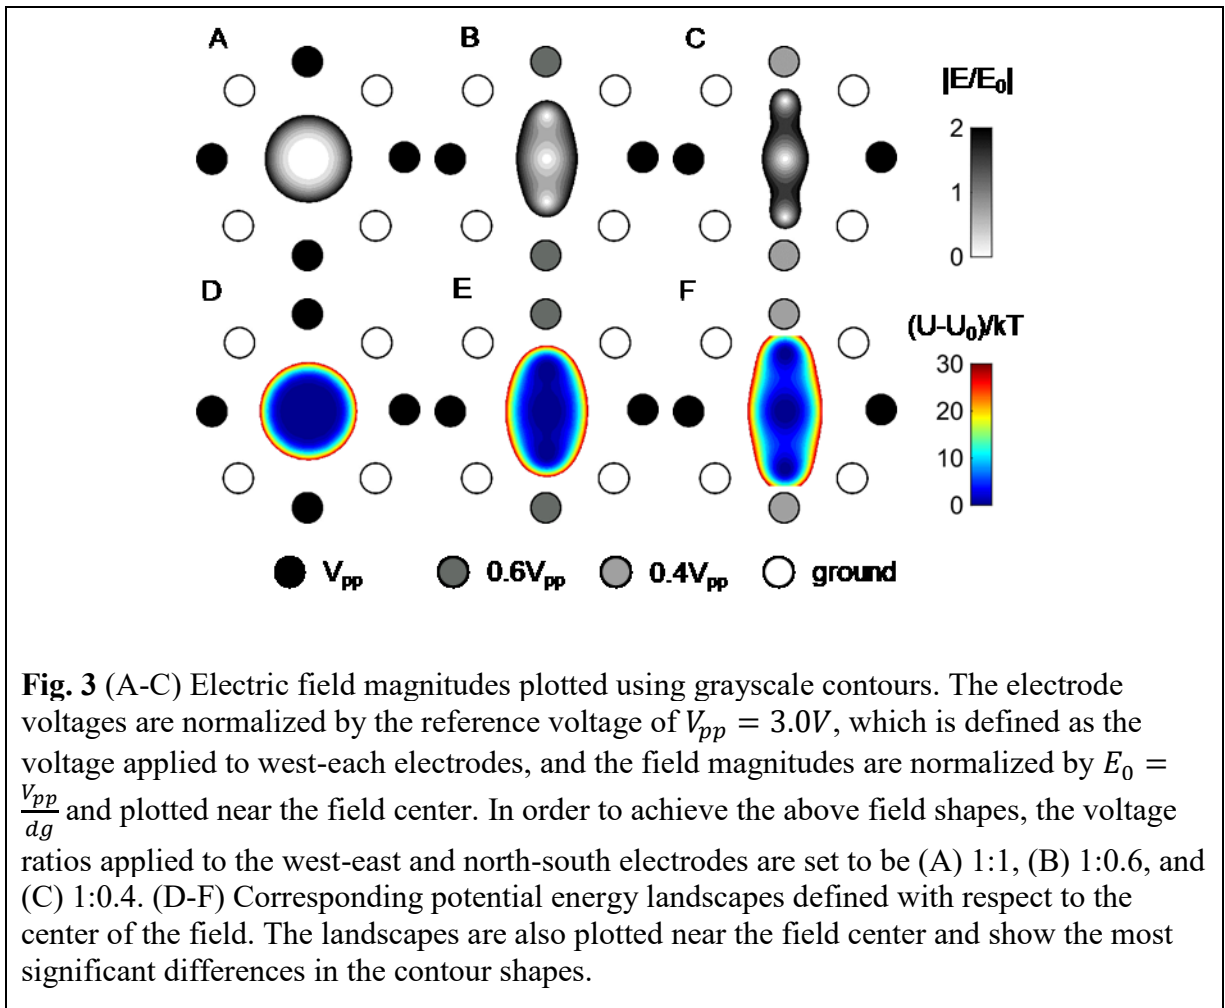 A
B
C
|E/E₀|
2
1
0
D
E
F
(U-U₀)/kT
30
20
10
0
Vpp
0.6Vpp
0.4Vpp
ground
Fig. 3 (A-C) Electric field magnitudes plotted using grayscale contours. The electrode
voltages are normalized by the reference voltage of Vpp = 3.0V, which is defined as the
voltage applied to west-each electrodes, and the field magnitudes are normalized by E₀ =
Vpp/dg and plotted near the field center. In order to achieve the above field shapes, the voltage
ratios applied to the west-east and north-south electrodes are set to be (A) 1:1, (B) 1:0.6, and
(C) 1:0.4. (D-F) Corresponding potential energy landscapes defined with respect to the
center of the field. The landscapes are also plotted near the field center and show the most
significant differences in the contour shapes.